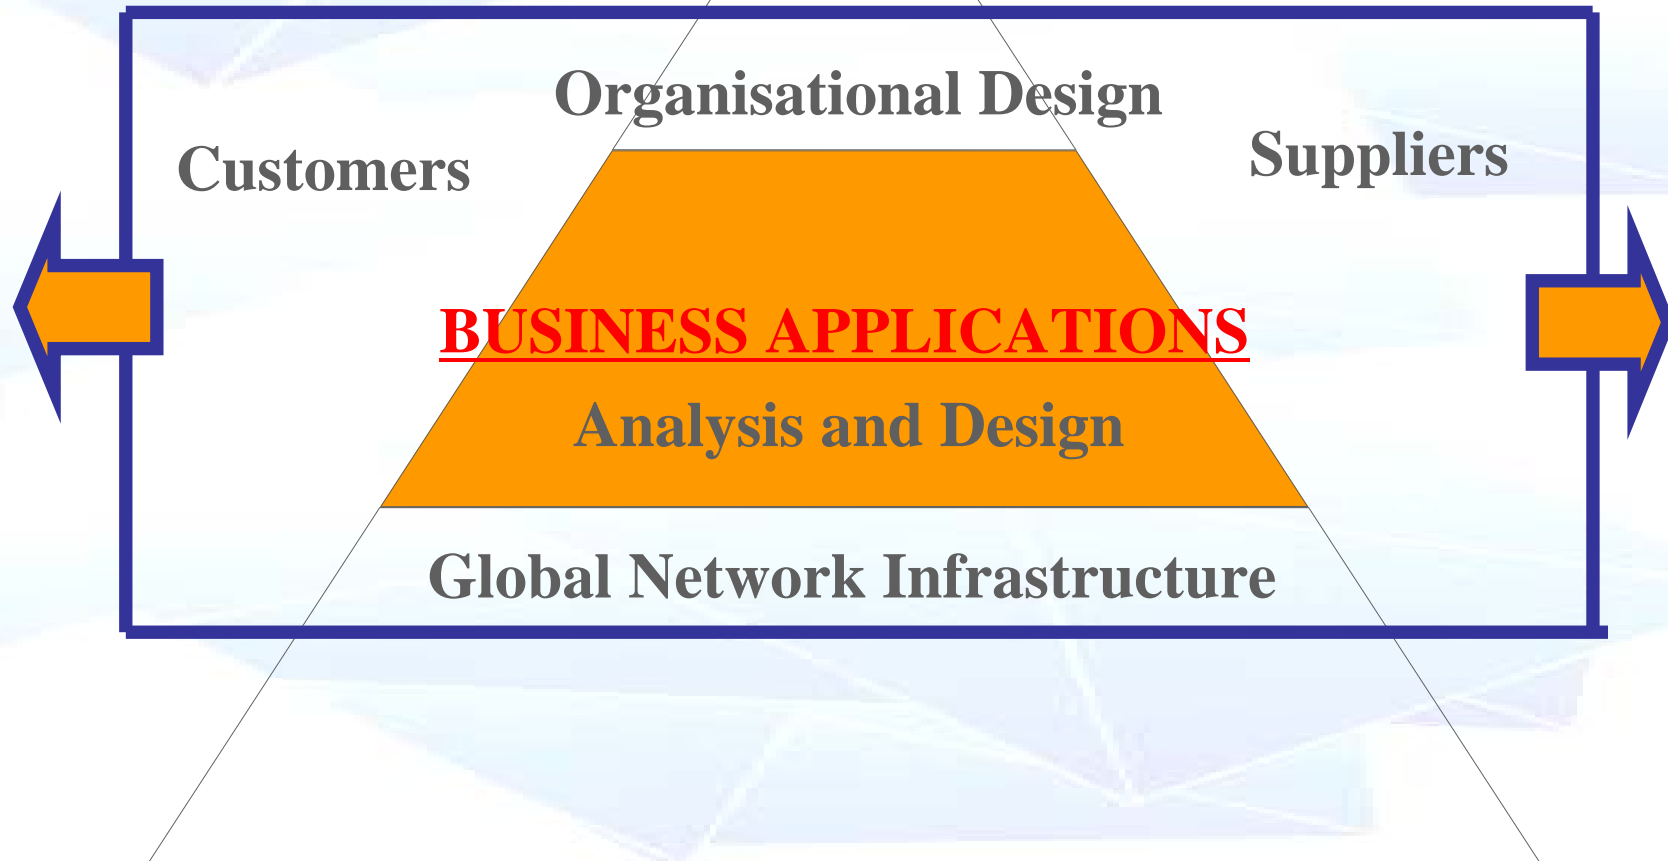 Organisational Design
Customers
Suppliers
BUSINESS APPLICATIONS
Analysis and Design
Global Network Infrastructure